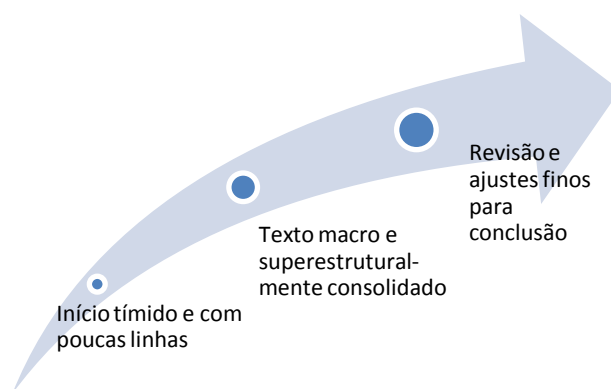 Início tímido e com
poucas linhas
Texto macro e
superestrutural-
mente consolidado
Revisão e
ajustes finos
para
conclusão